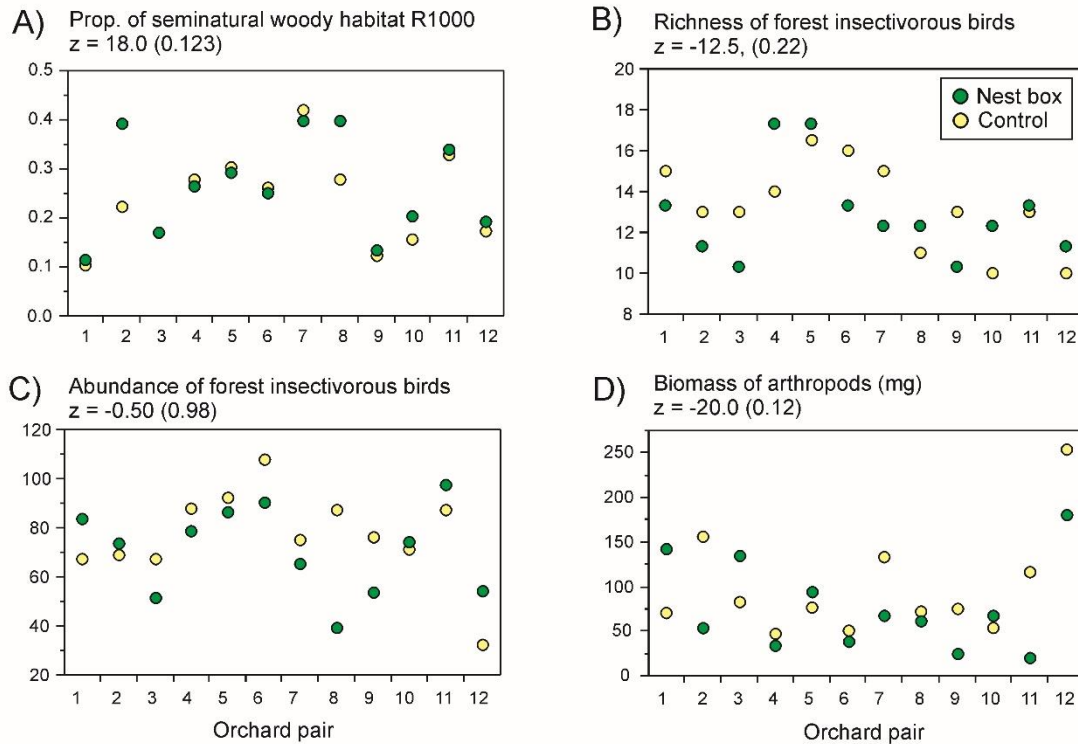 A) Prop. of seminatural woody habitat R1000
z = 18.0 (0.123)
0.5
0.4
0.3
0.2
0.1
0.0
1 2 3 4 5 6 7 8 9 10 11 12
B) Richness of forest insectivorous birds
z = -12.5, (0.22)
20
18
16
14
12
10
8
Nest box
Control
1 2 3 4 5 6 7 8 9 10 11 12
C) Abundance of forest insectivorous birds
z = -0.50 (0.98)
120
100
80
60
40
20
1 2 3 4 5 6 7 8 9 10 11 12
Orchard pair
D) Biomass of arthropods (mg)
z = -20.0 (0.12)
250
200
150
100
50
0
1 2 3 4 5 6 7 8 9 10 11 12
Orchard pair